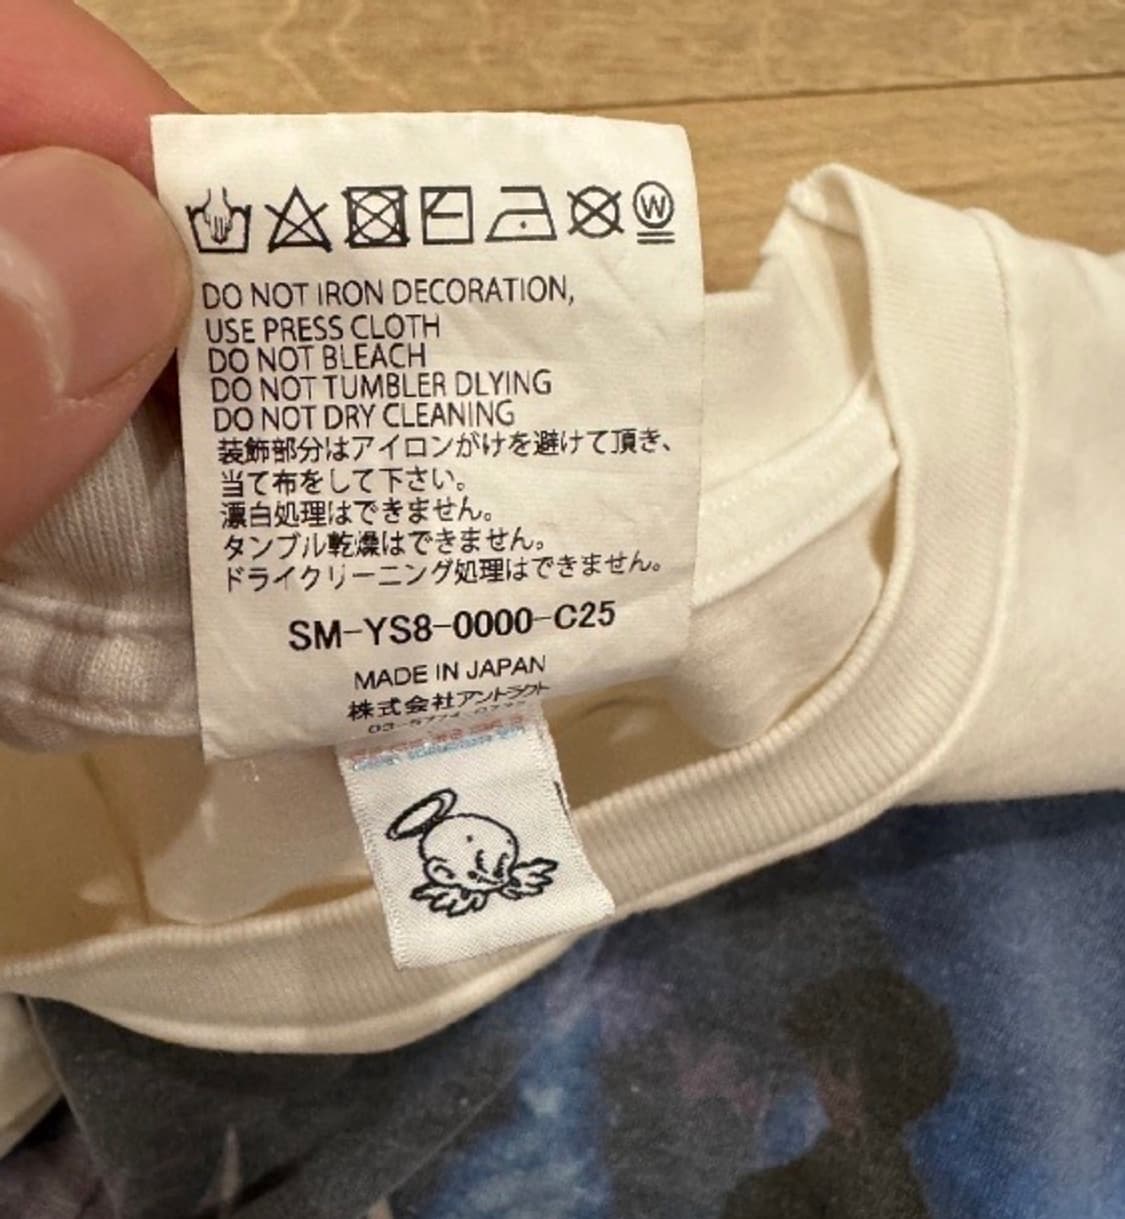 W
DO NOT IRON DECORATION,
USE PRESS CLOTH
DO NOT BLEACH
DO NOT TUMBLER DLYING
DO NOT DRY CLEANING
装飾部分はアイロンがけを避けて頂き、
当て布をして下さい。
漂白処理はできません。
タンブル乾燥はできません。
ドライクリーニング処理はできません。
SM-YS8-0000-C25
MADE IN JAPAN
株式会社アントラクト